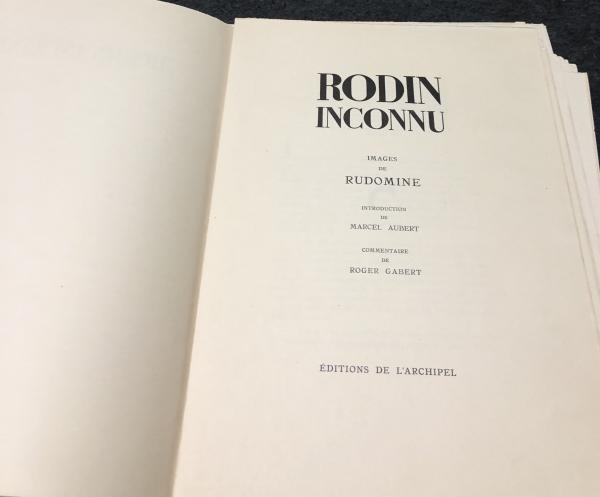 RODIN
INCONNU
IMAGES
DE
RUDOMINE
INTRODUCTION
DE
MARCEL AUBERT
COMMENTAIRE
DE
ROGER GABERT
ÉDITIONS DE L'ARCHIPEL